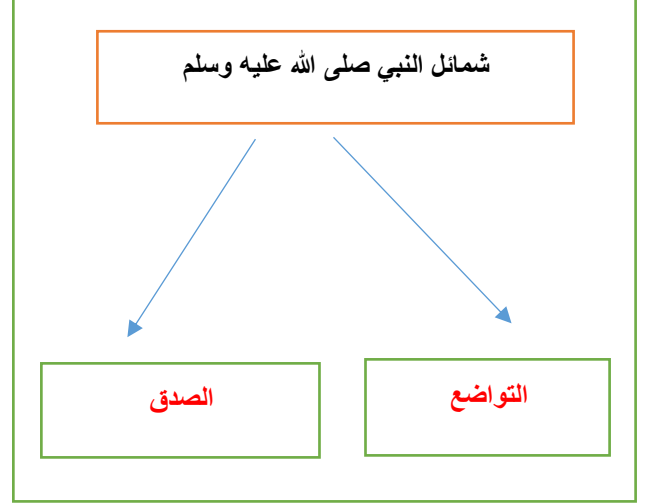 شمائل النبي صلى الله عليه وسلم
التواضع
الصدق